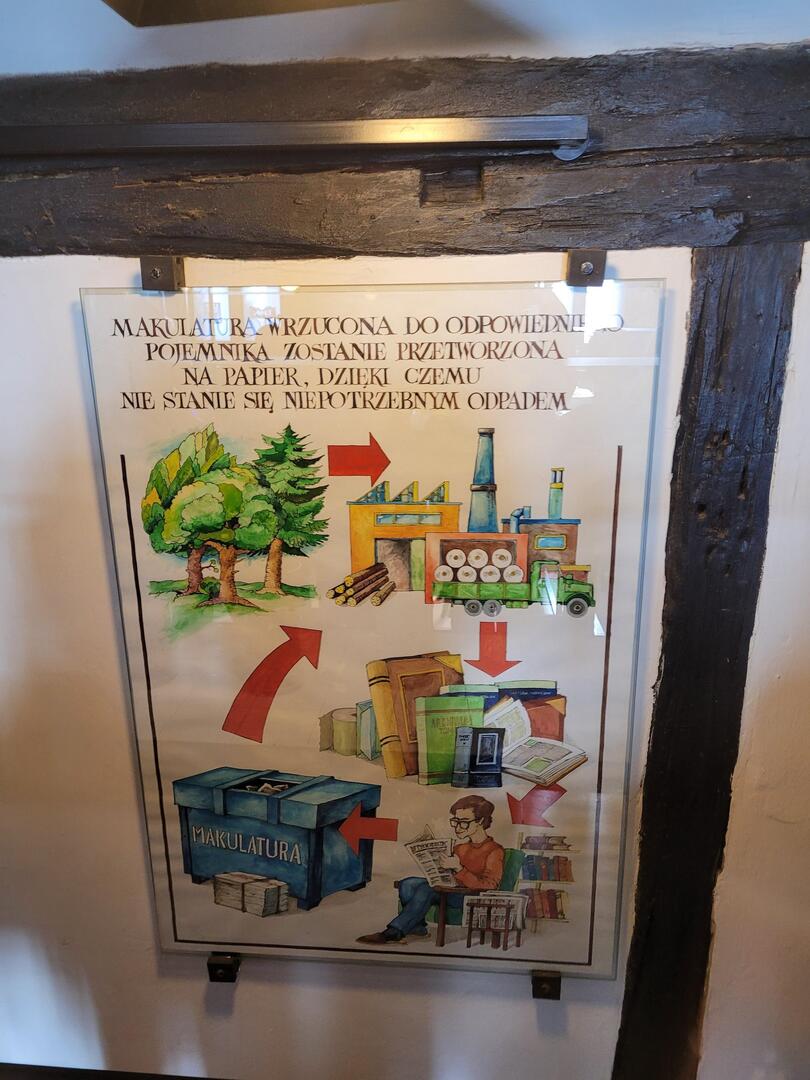 MAKULATURA WRZUCONA DO ODPOWIEDNIEGO
POJEMNIKA ZOSTANIE PRZETWORZONA
NA PAPIER, DZIĘKI CZEMU
NIE STANIE SIĘ NIEPOTRZEBNYM ODPADEM
MAKULATURA